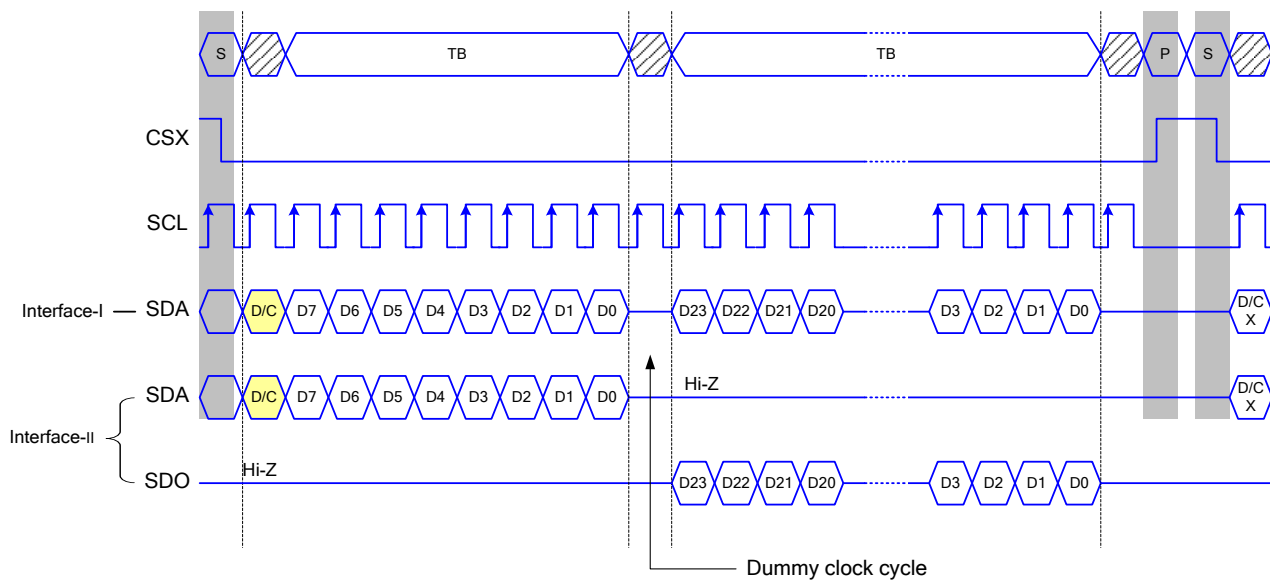 S TB TB P S
CSX
SCL
Interface-I SDA D/C D7 D6 D5 D4 D3 D2 D1 D0 D23 D22 D21 D20 D3 D2 D1 D0 D/C
X
Hi-Z
SDA D/C D7 D6 D5 D4 D3 D2 D1 D0 D/C
X
Interface-II
Hi-Z
SDO D23 D22 D21 D20 D3 D2 D1 D0
Dummy clock cycle